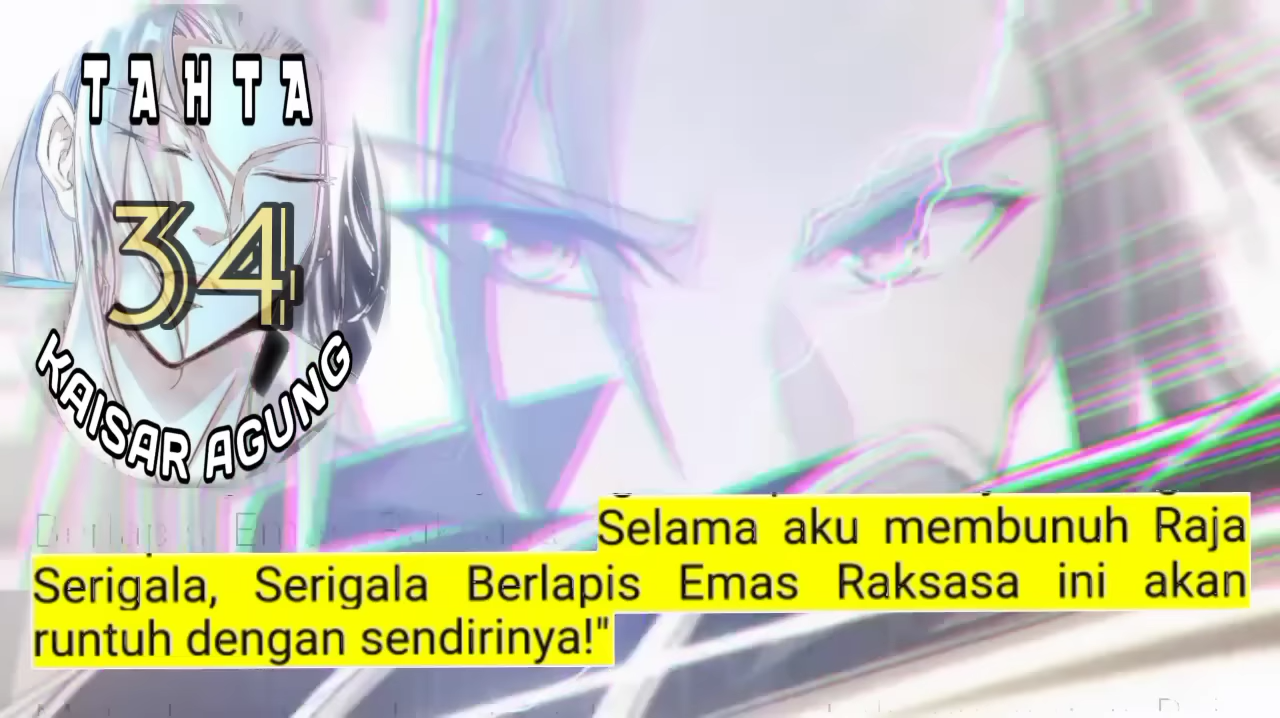 TAHTA
34
KAISAR AGUNG
Selama aku membunuh Raja
Serigala, Serigala Berlapis Emas Raksasa ini akan
runtuh dengan sendirinya!"